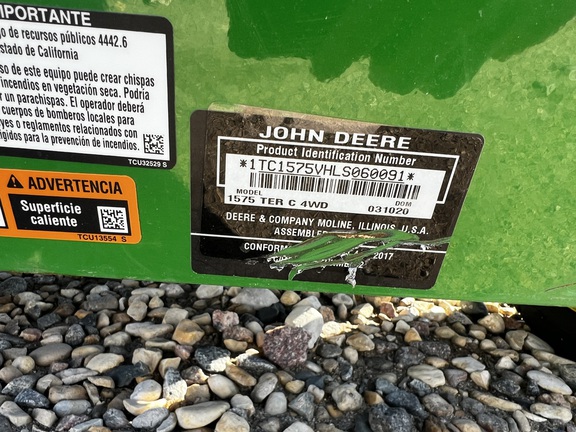 IMPORTANTE
go de recursos públicos 4442.6
stado de California
so de este equipo puede crear chispas
incendios en vegetación seca. Podría
r un parachispas. El operador deberá
cuerpos de bomberos locales para
yes o reglamentos relacionados con
gidos para la prevención de incendios.
TCU32529 S
ADVERTENCIA
Superficie
caliente
TCU13554 S
JOHN DEERE
Product Identification Number
*1TC1575VHLS060091*
MODEL
DOM
1575 TER C 4WD
031020
DEERE & COMPANY MOLINE, ILLINOIS, U.S.A.
ASSEMBLE
CONFORM
2017